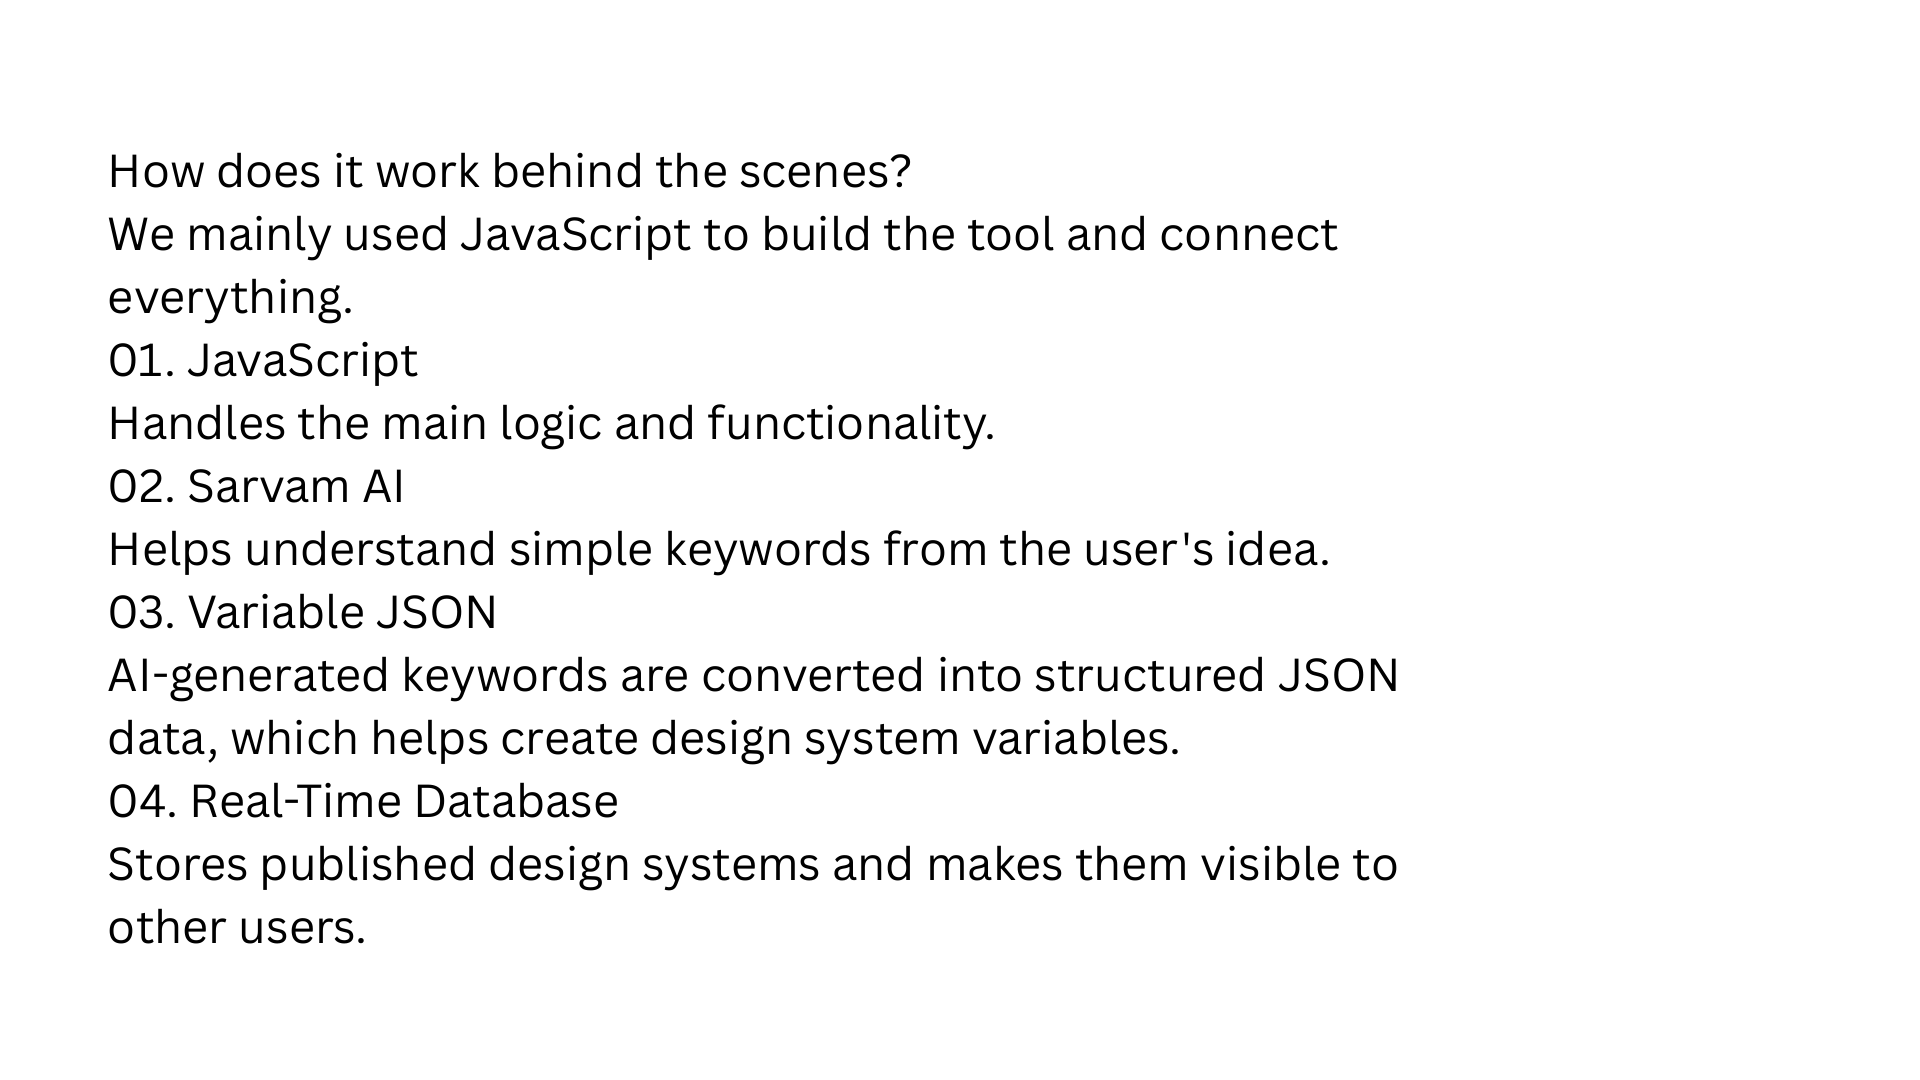 How does it work behind the scenes?
We mainly used JavaScript to build the tool and connect
everything.
01. JavaScript
Handles the main logic and functionality.
02. Sarvam AI
Helps understand simple keywords from the user's idea.
03. Variable JSON
AI-generated keywords are converted into structured JSON
data, which helps create design system variables.
04. Real-Time Database
Stores published design systems and makes them visible to
other users.